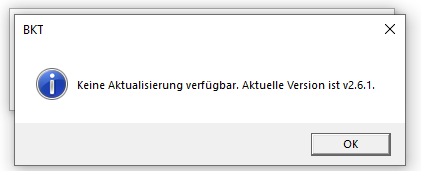 BKT
Keine Aktualisierung verfügbar. Aktuelle Version ist v2.6.1.
OK